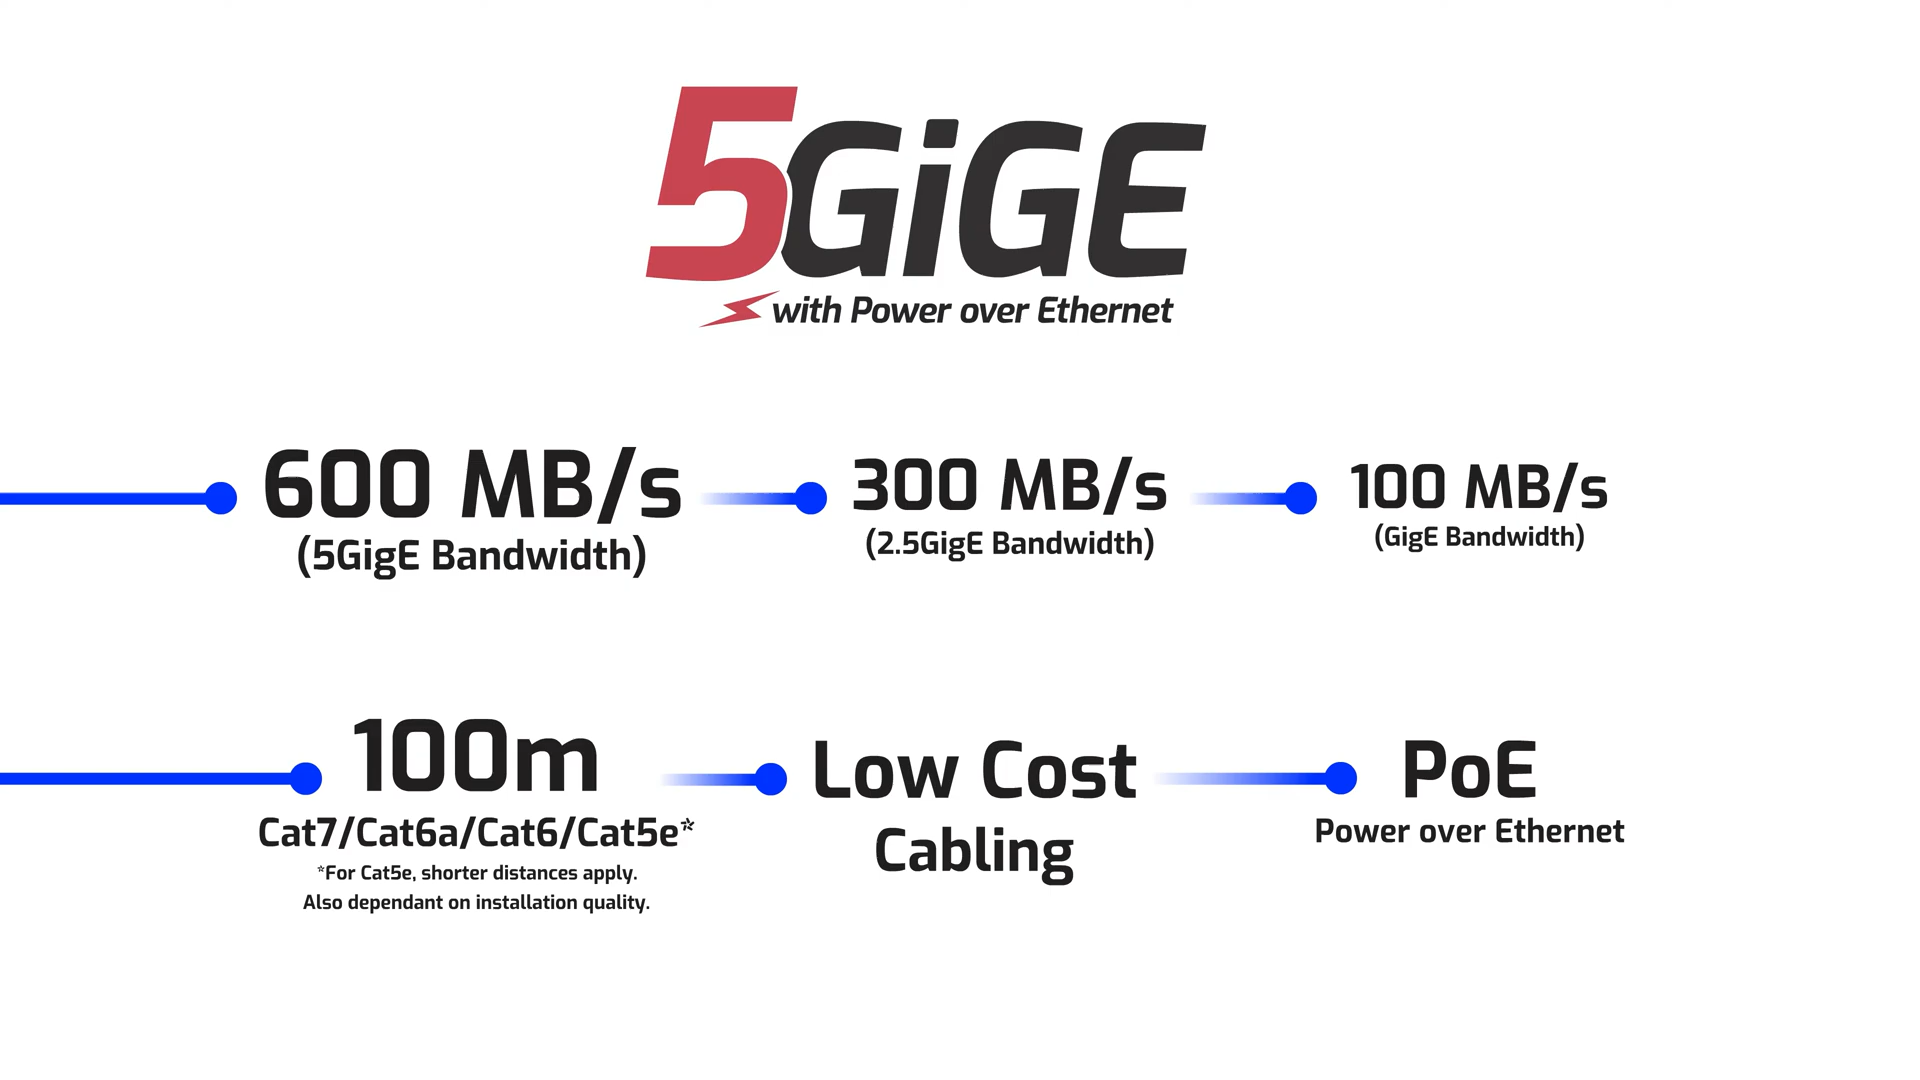 5GiGE
with Power over Ethernet
600 MB/s
(5GigE Bandwidth)
300 MB/s
(2.5GigE Bandwidth)
100 MB/s
(GigE Bandwidth)
100m
Cat7/Cat6a/Cat6/Cat5e*
*For Cat5e, shorter distances apply.
Also dependant on installation quality.
Low Cost
Cabling
PoE
Power over Ethernet